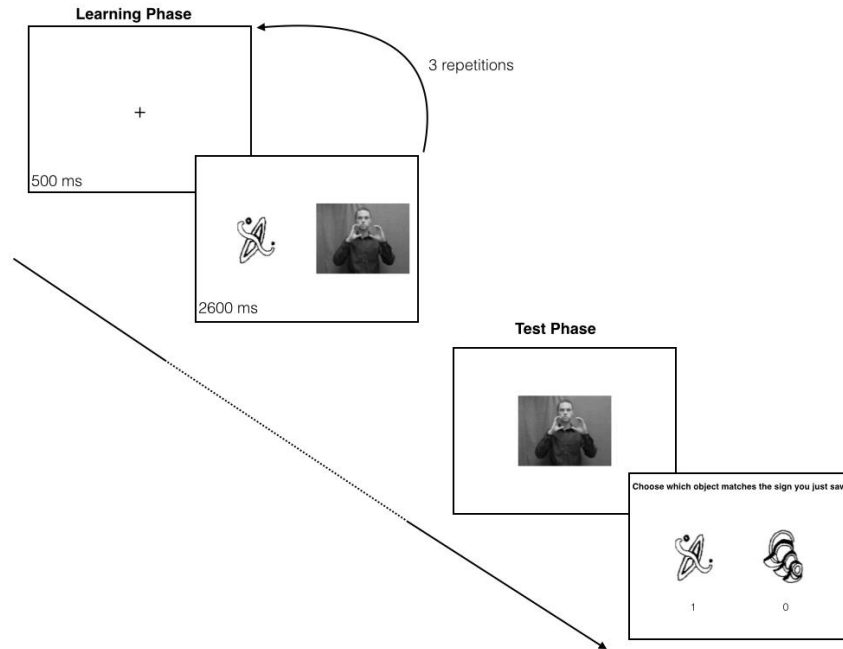 Learning Phase
3 repetitions
+
500 ms
2600 ms
Test Phase
Choose which object matches the sign you just saw
1 0